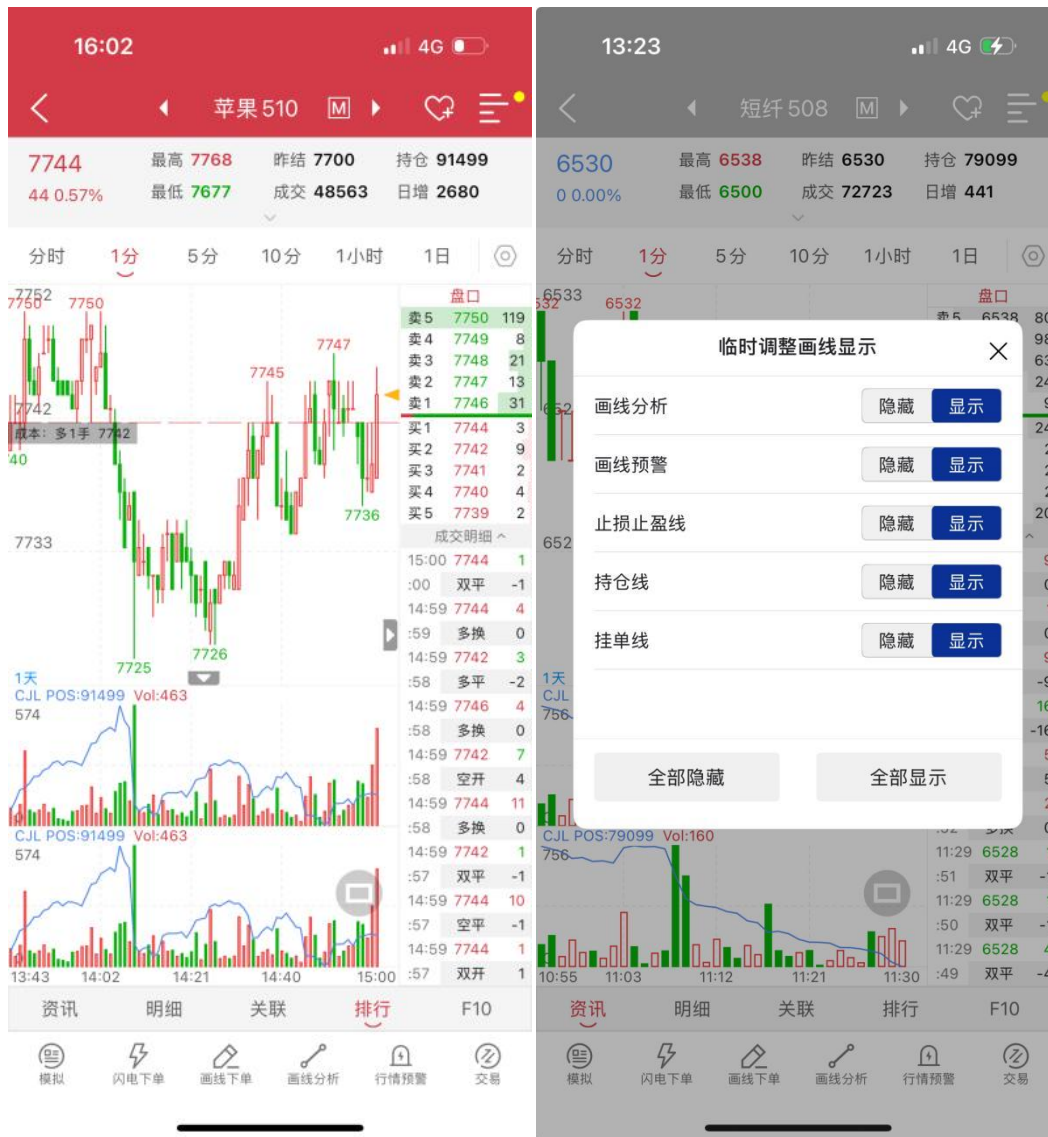 16:02
4G
苹果510 M
7744
44 0.57%
最高 7768 昨结 7700 持仓 91499
最低 7677 成交 48563 日增 2680
分时 1分 5分 10分 1小时 1日
7752
7750
7750
7747
7745
7742
成本：多1手 7742
40
7736
7733
7726
7725
1天
盘口
卖5 7750 119
卖4 7749 8
卖3 7748 21
卖2 7747 13
卖1 7746 31
买1 7744 3
买2 7742 9
买3 7741 2
买4 7740 4
买5 7739 2
成交明细
15:00 7744 1
:00 双平 -1
14:59 7744 4
:59 多换 0
14:59 7742 3
:58 多平 -2
14:59 7746 4
:58 多换 0
14:59 7742 7
:58 空开 4
14:59 7744 11
:58 多换 0
14:59 7742 1
:57 双平 -1
14:59 7744 10
:57 空平 -1
14:59 7744 1
:57 双开 1
CJL POS:91499 Vol:463
574
CJL POS:91499 Vol:463
574
13:43 14:02 14:21 14:40 15:00
资讯 明细 关联 排行 F10
模拟 闪电下单 画线下单 画线分析 行情预警 交易
13:23
4G
短纤508 M
6530
0 0.00%
最高 6538 昨结 6530 持仓 79099
最低 6500 成交 72723 日增 441
分时 1分 5分 10分 1小时 1日
6533
6532
盘口
卖5 6538
临时调整画线显示
画线分析 隐藏 显示
画线预警 隐藏 显示
止损止盈线 隐藏 显示
持仓线 隐藏 显示
挂单线 隐藏 显示
全部隐藏 全部显示
652
1天
CJL
756
CJL POS:79099 Vol:160
756
11:29 6528
:51 双平
11:29 6528
:50 双平
11:29 6528
:49 双平
10:55 11:03 11:12 11:21 11:30
资讯 明细 关联 排行 F10
模拟 闪电下单 画线下单 画线分析 行情预警 交易